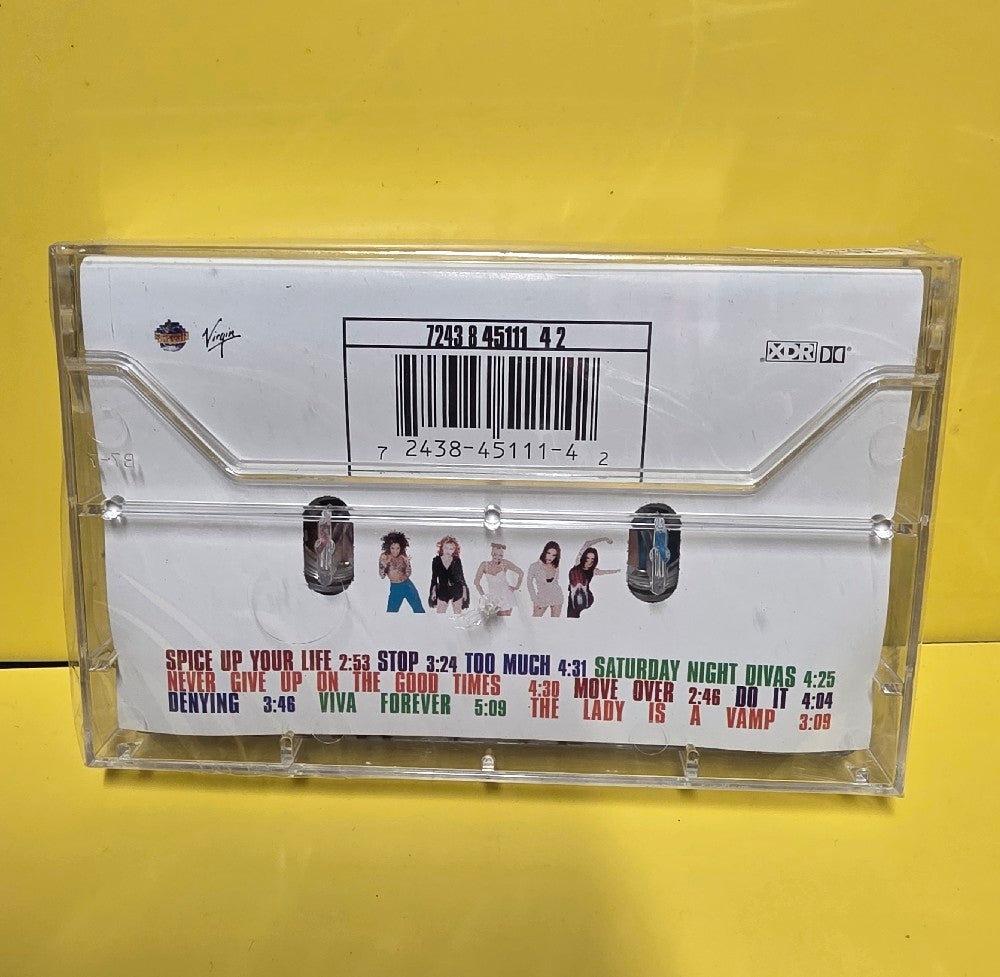 7243 8 45111 4 2
Virgin
XDR
7 2438-45111-4 2
SPICE UP YOUR LIFE 2:53 STOP 3:24 TOO MUCH 4:31 SATURDAY NIGHT DIVAS 4:25
NEVER GIVE UP ON THE GOOD TIMES 4:30 MOVE OVER 2:46 DO IT 4:04
DENYING 3:46 VIVA FOREVER 5:09 THE LADY IS A VAMP 3:09